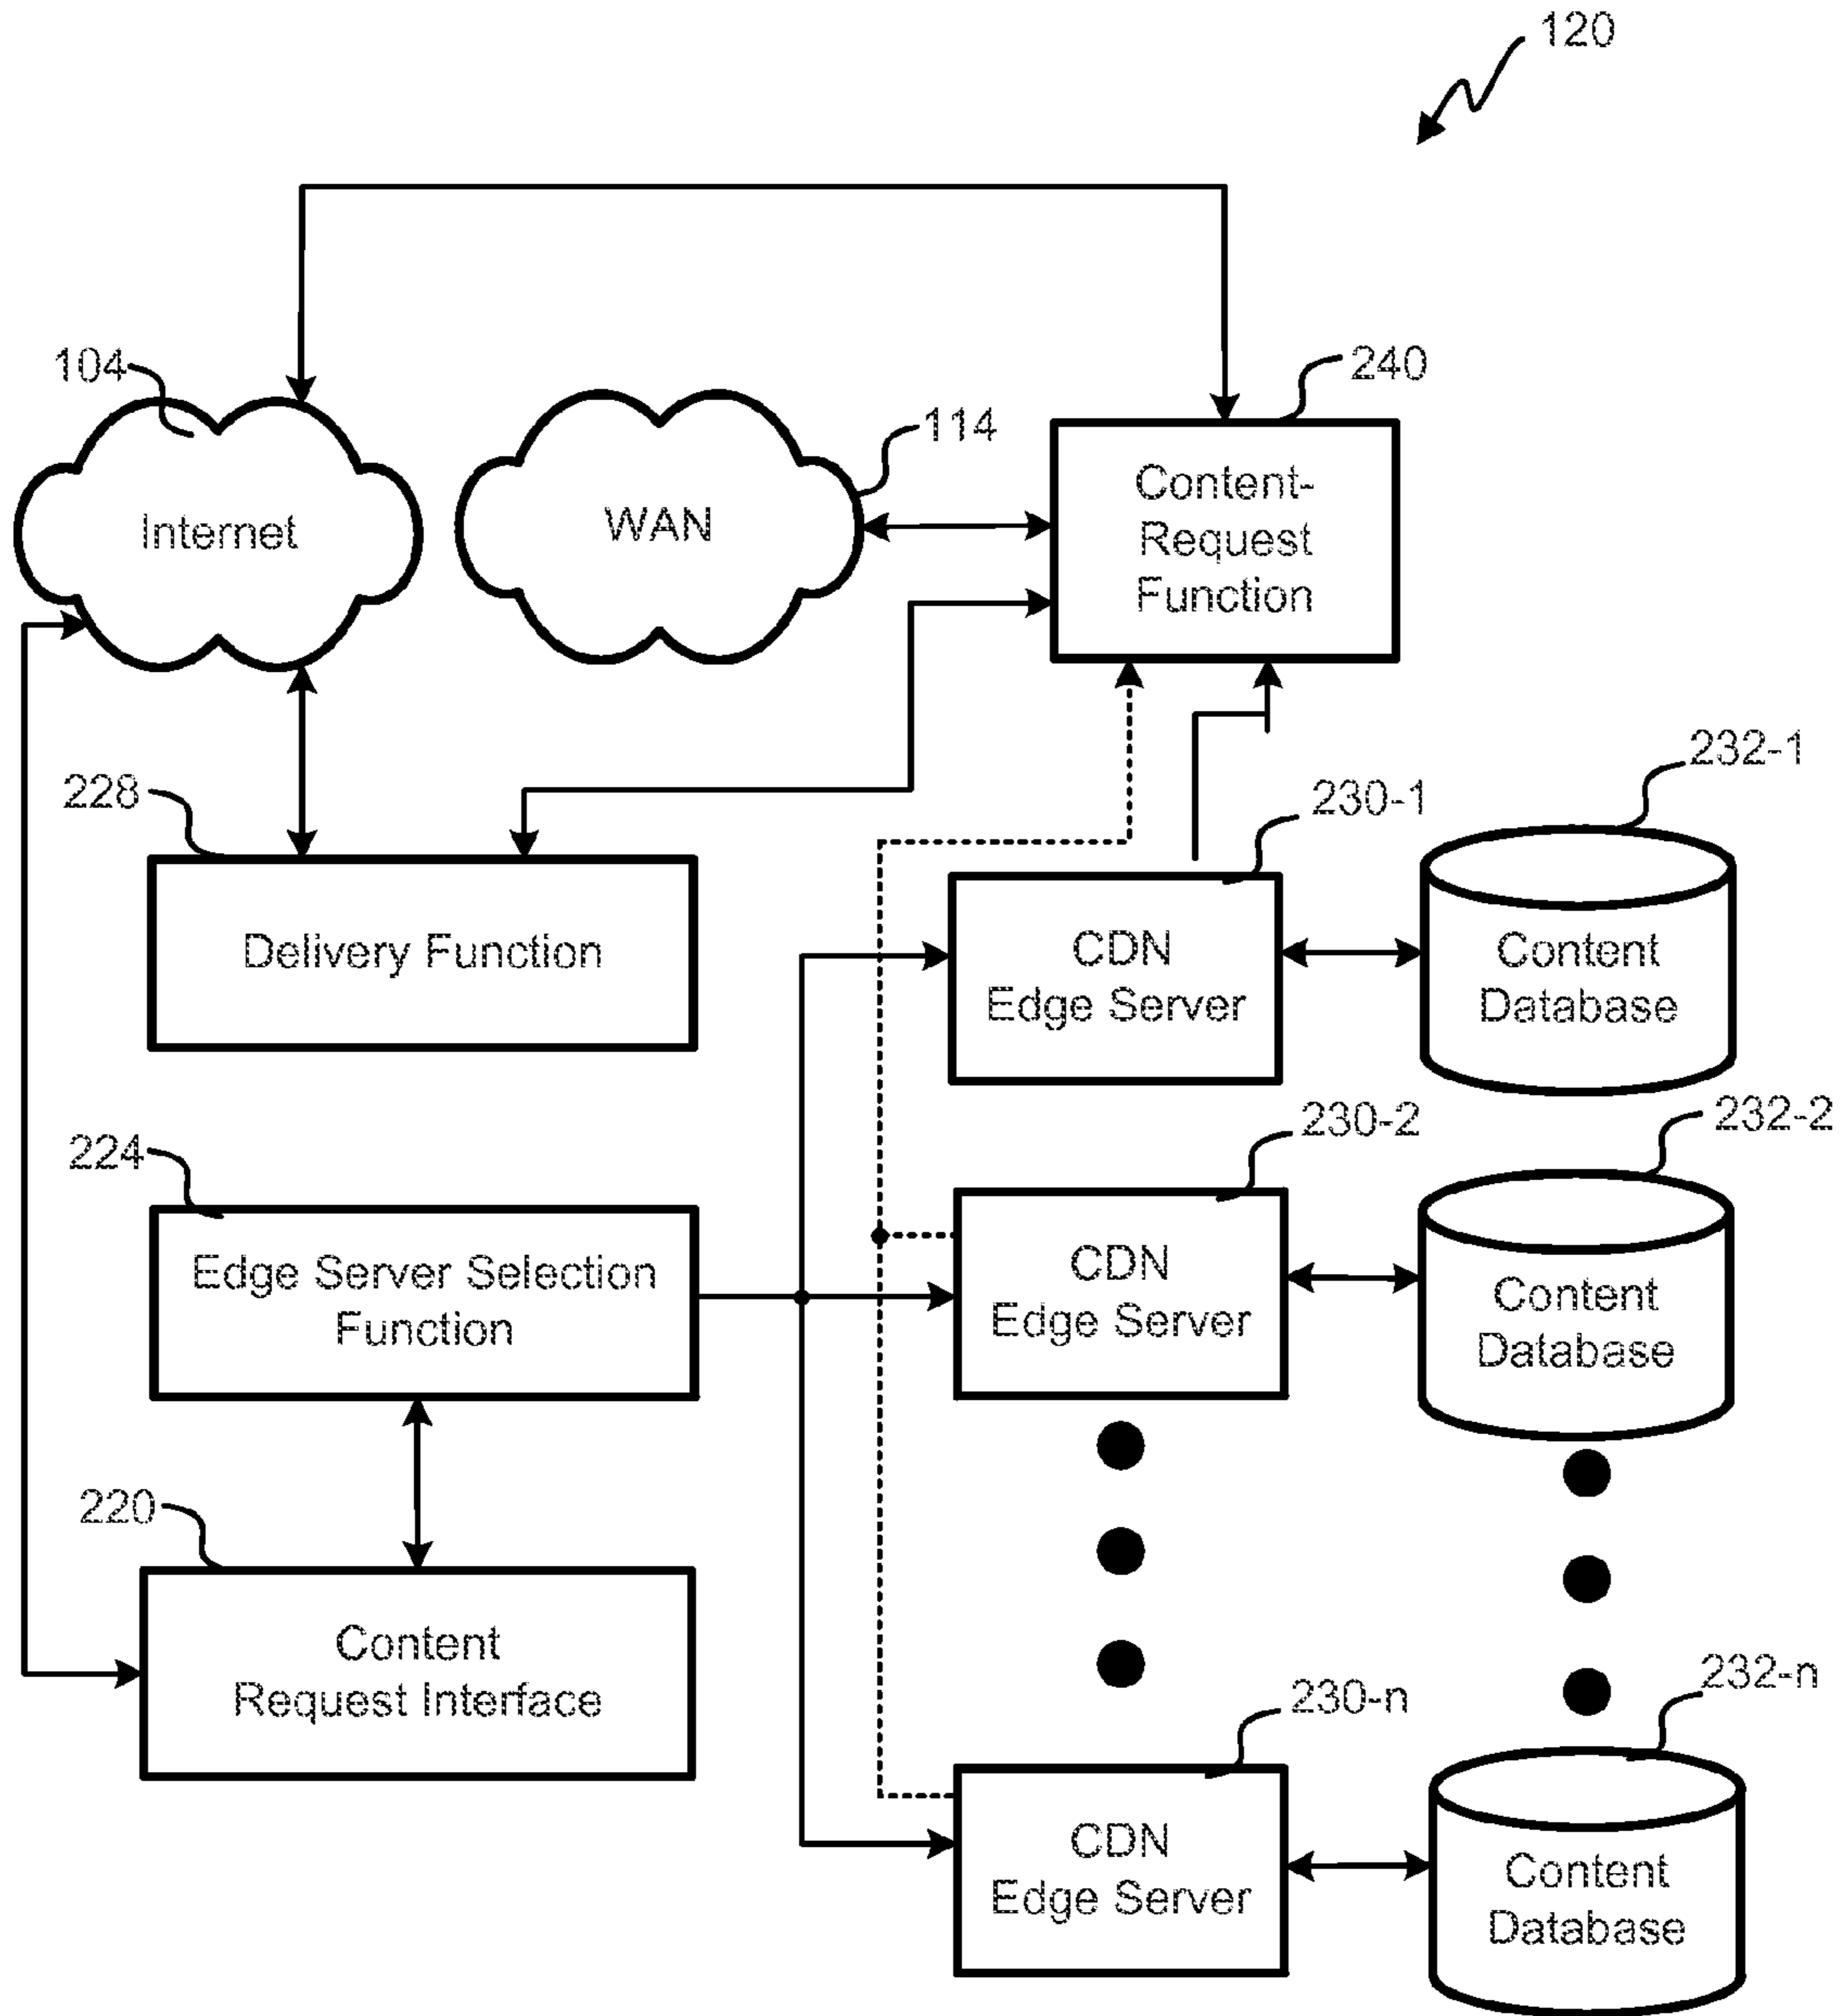 120
104
Internet
WAN
114
240
Content-
Request
Function
228
Delivery Function
230-1
CDN
Edge Server
232-1
Content
Database
224
Edge Server Selection
Function
230-2
CDN
Edge Server
232-2
Content
Database
220
Content
Request Interface
230-n
CDN
Edge Server
232-n
Content
Database